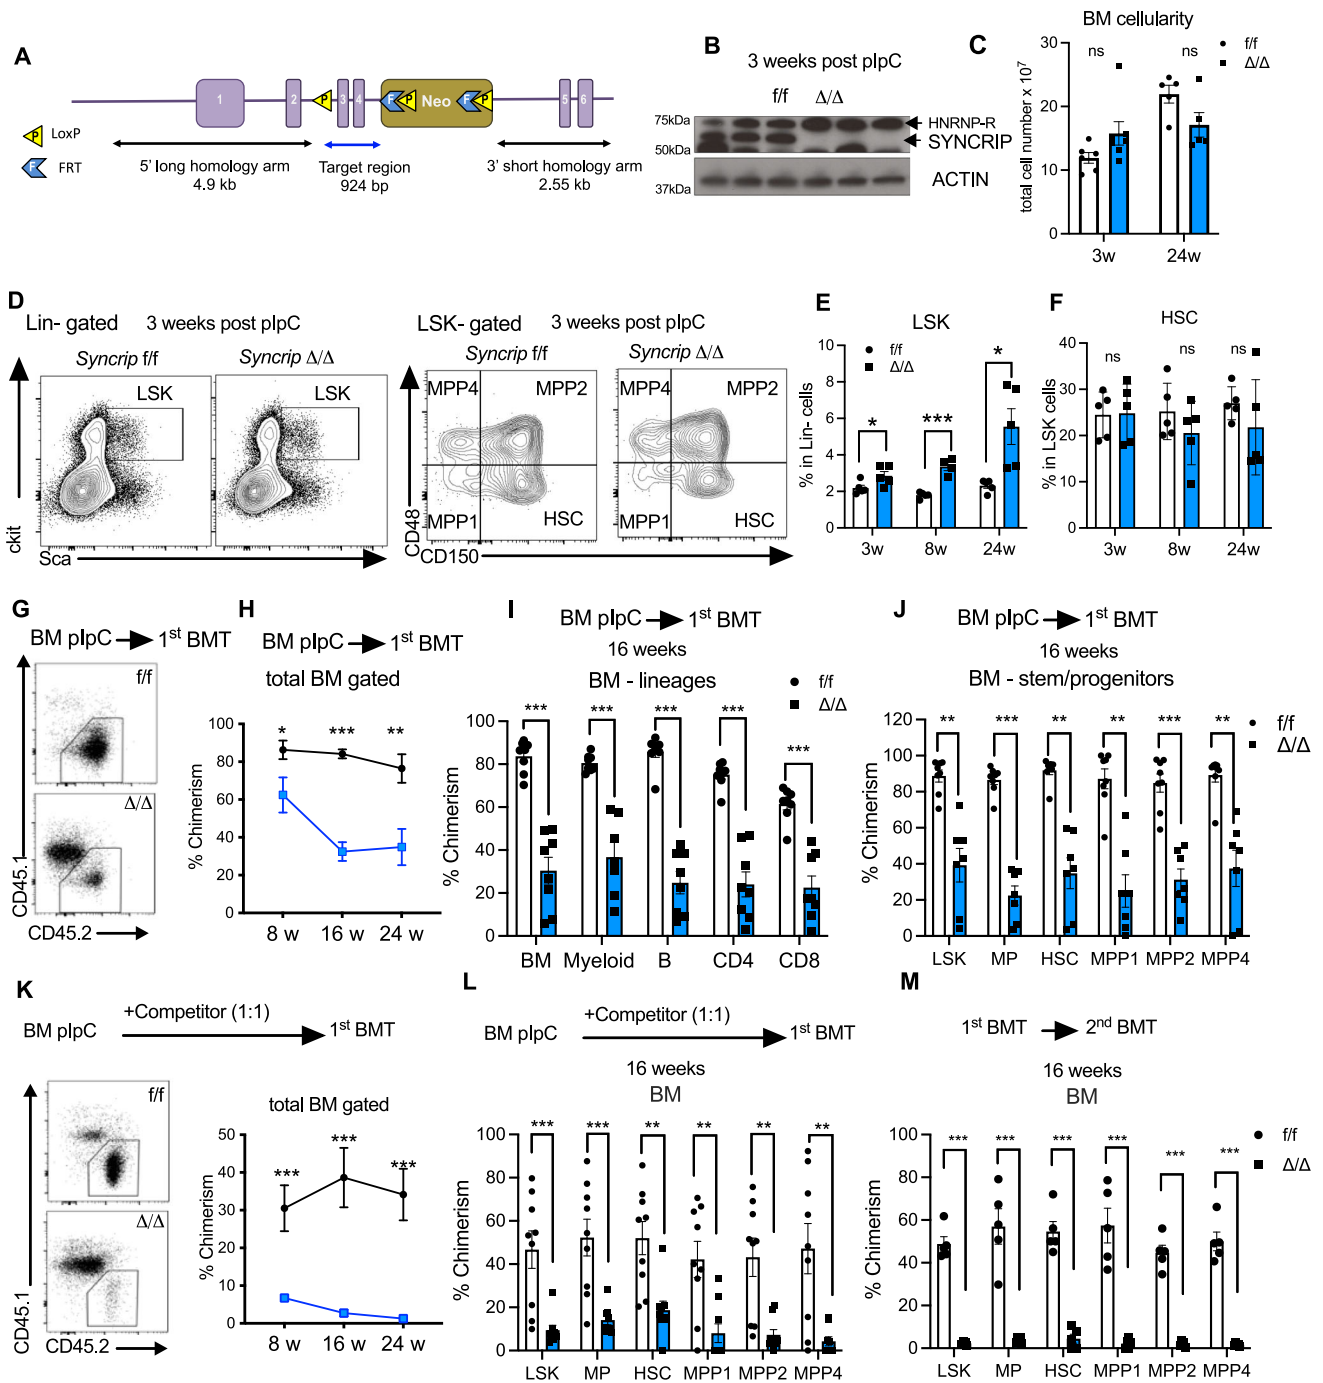 A
1
2
P
3
4
F
P
Neo
F
P
5
6
P LoxP
F FRT
5' long homology arm
4.9 kb
Target region
924 bp
3' short homology arm
2.55 kb
B
3 weeks post pIpC
f/f
Δ/Δ
75kDa
HNRNP-R
SYNCRIP
50kDa
ACTIN
37kDa
C
BM cellularity
f/f
Δ/Δ
ns
ns
total cell number x 10⁷
30
20
10
0
3w
24w
D
Lin- gated
3 weeks post pIpC
Syncrip f/f
Syncrip Δ/Δ
LSK
LSK
ckit
Sca
LSK- gated
3 weeks post pIpC
Syncrip f/f
Syncrip Δ/Δ
MPP4
MPP2
MPP4
MPP2
MPP1
HSC
MPP1
HSC
CD48
CD150
E
LSK
f/f
Δ/Δ
*
***
*
% in Lin- cells
10
8
6
4
2
0
3w
8w
24w
F
HSC
ns
ns
ns
% in LSK cells
40
30
20
10
0
3w
8w
24w
G
BM pIpC
1st BMT
f/f
Δ/Δ
CD45.1
CD45.2
H
BM pIpC
1st BMT
total BM gated
*
***
**
% Chimerism
100
80
60
40
20
0
8 w
16 w
24 w
I
BM pIpC
1st BMT
16 weeks
BM - lineages
f/f
Δ/Δ
***
***
***
***
***
% Chimerism
100
80
60
40
20
0
BM
Myeloid
B
CD4
CD8
J
BM pIpC
1st BMT
16 weeks
BM - stem/progenitors
f/f
Δ/Δ
**
***
**
**
***
**
% Chimerism
120
100
80
60
40
20
0
LSK
MP
HSC
MPP1
MPP2
MPP4
K
BM pIpC
+Competitor (1:1)
1st BMT
f/f
Δ/Δ
CD45.1
CD45.2
total BM gated
***
***
***
% Chimerism
50
40
30
20
10
0
8 w
16 w
24 w
L
BM pIpC
+Competitor (1:1)
1st BMT
16 weeks
BM
***
***
**
**
**
**
% Chimerism
100
80
60
40
20
0
LSK
MP
HSC
MPP1
MPP2
MPP4
M
1st BMT
2nd BMT
16 weeks
BM
f/f
Δ/Δ
***
***
***
***
***
***
% Chimerism
100
80
60
40
20
0
LSK
MP
HSC
MPP1
MPP2
MPP4